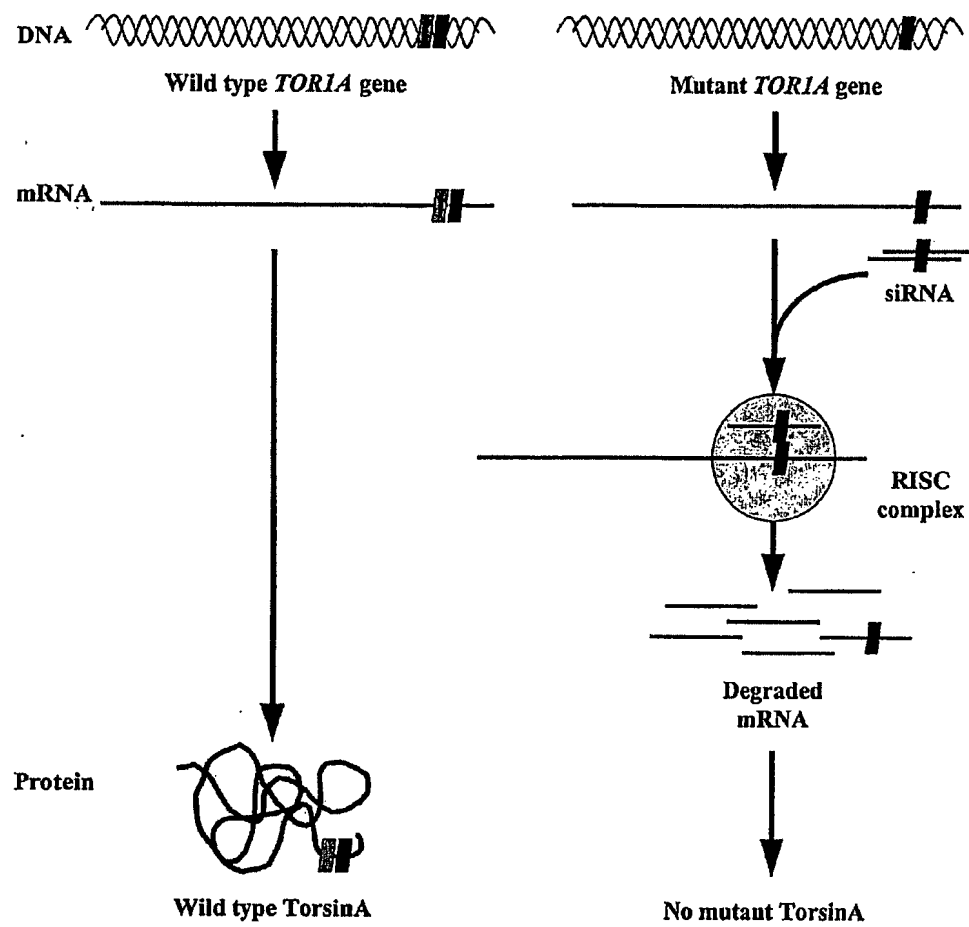 DNA
Wild type TOR1A gene
Mutant TOR1A gene
mRNA
siRNA
RISC
complex
Degraded
mRNA
Protein
Wild type TorsinA
No mutant TorsinA